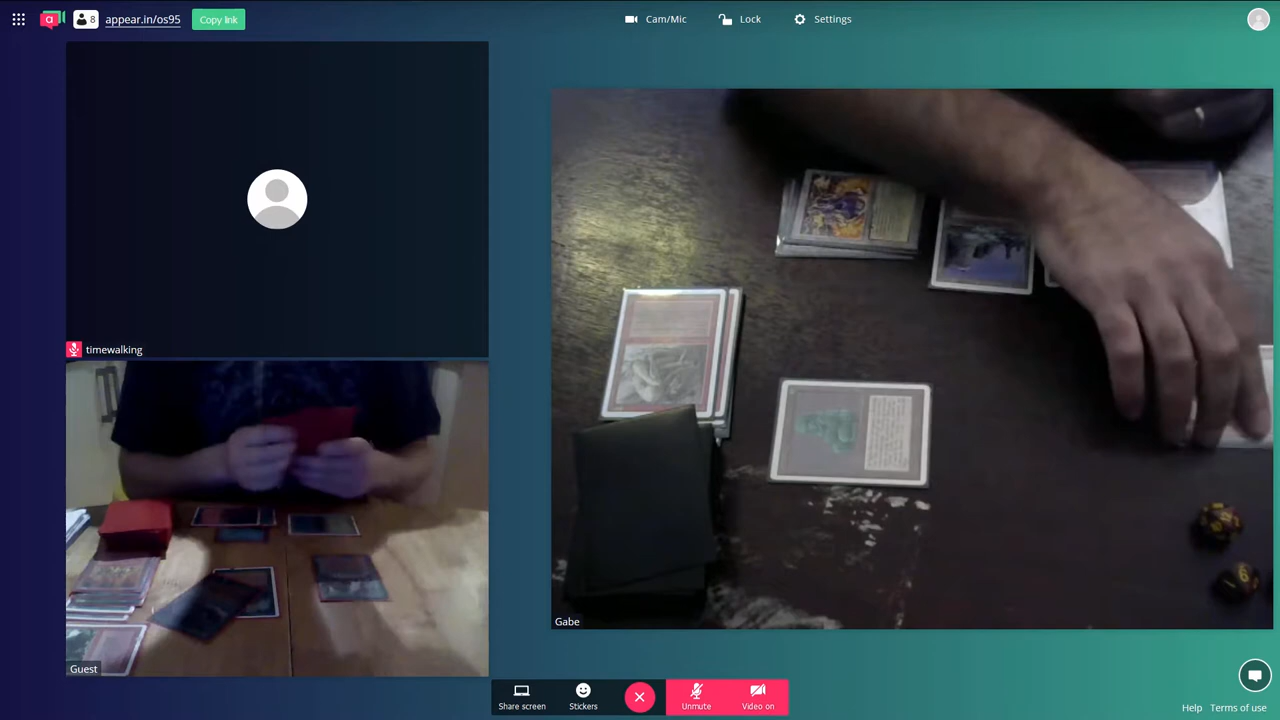 8 appear.in/os95 Copy link Cam/Mic Lock Settings
timewalking
Guest
Gabe
Share screen Stickers Unmute Video on
Help Terms of use